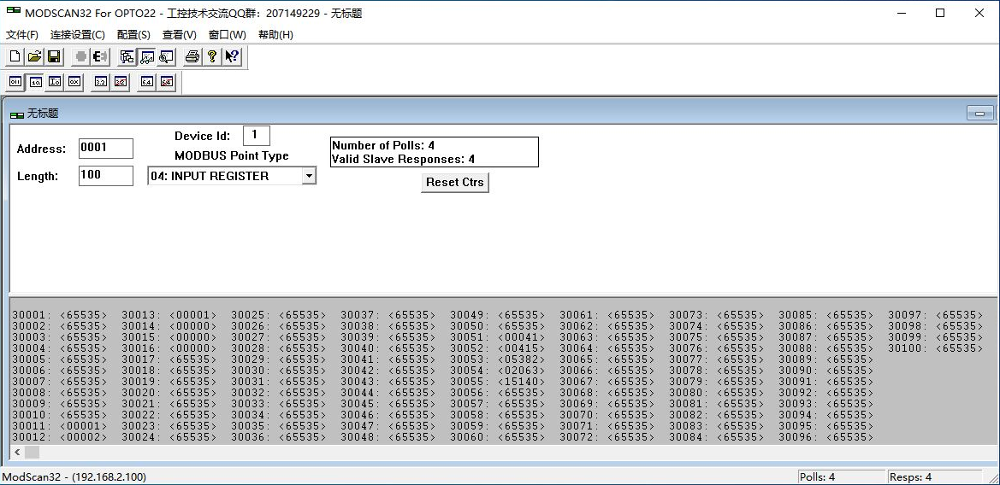 MODSCAN32 For OPTO22 - 工控技术交流QQ群：207149229 - 无标题
文件(F) 连接设置(C) 配置(S) 查看(V) 窗口(W) 帮助(H)
无标题
Device Id: 1
Address: 0001
MODBUS Point Type
Length: 100
04: INPUT REGISTER
Number of Polls: 4
Valid Slave Responses: 4
Reset Ctrs
30001: <65535> 30013: <00001> 30025: <65535> 30037: <65535> 30049: <65535> 30061: <65535> 30073: <65535> 30085: <65535> 30097: <65535>
30002: <65535> 30014: <00000> 30026: <65535> 30038: <65535> 30050: <65535> 30062: <65535> 30074: <65535> 30086: <65535> 30098: <65535>
30003: <65535> 30015: <00000> 30027: <65535> 30039: <65535> 30051: <00041> 30063: <65535> 30075: <65535> 30087: <65535> 30099: <65535>
30004: <65535> 30016: <00000> 30028: <65535> 30040: <65535> 30052: <00415> 30064: <65535> 30076: <65535> 30088: <65535> 30100: <65535>
30005: <65535> 30017: <65535> 30029: <65535> 30041: <65535> 30053: <05382> 30065: <65535> 30077: <65535> 30089: <65535>
30006: <65535> 30018: <65535> 30030: <65535> 30042: <65535> 30054: <02063> 30066: <65535> 30078: <65535> 30090: <65535>
30007: <65535> 30019: <65535> 30031: <65535> 30043: <65535> 30055: <15140> 30067: <65535> 30079: <65535> 30091: <65535>
30008: <65535> 30020: <65535> 30032: <65535> 30044: <65535> 30056: <65535> 30068: <65535> 30080: <65535> 30092: <65535>
30009: <65535> 30021: <65535> 30033: <65535> 30045: <65535> 30057: <65535> 30069: <65535> 30081: <65535> 30093: <65535>
30010: <65535> 30022: <65535> 30034: <65535> 30046: <65535> 30058: <65535> 30070: <65535> 30082: <65535> 30094: <65535>
30011: <00001> 30023: <65535> 30035: <65535> 30047: <65535> 30059: <65535> 30071: <65535> 30083: <65535> 30095: <65535>
30012: <00002> 30024: <65535> 30036: <65535> 30048: <65535> 30060: <65535> 30072: <65535> 30084: <65535> 30096: <65535>
ModScan32 - (192.168.2.100) Polls: 4 Resps: 4